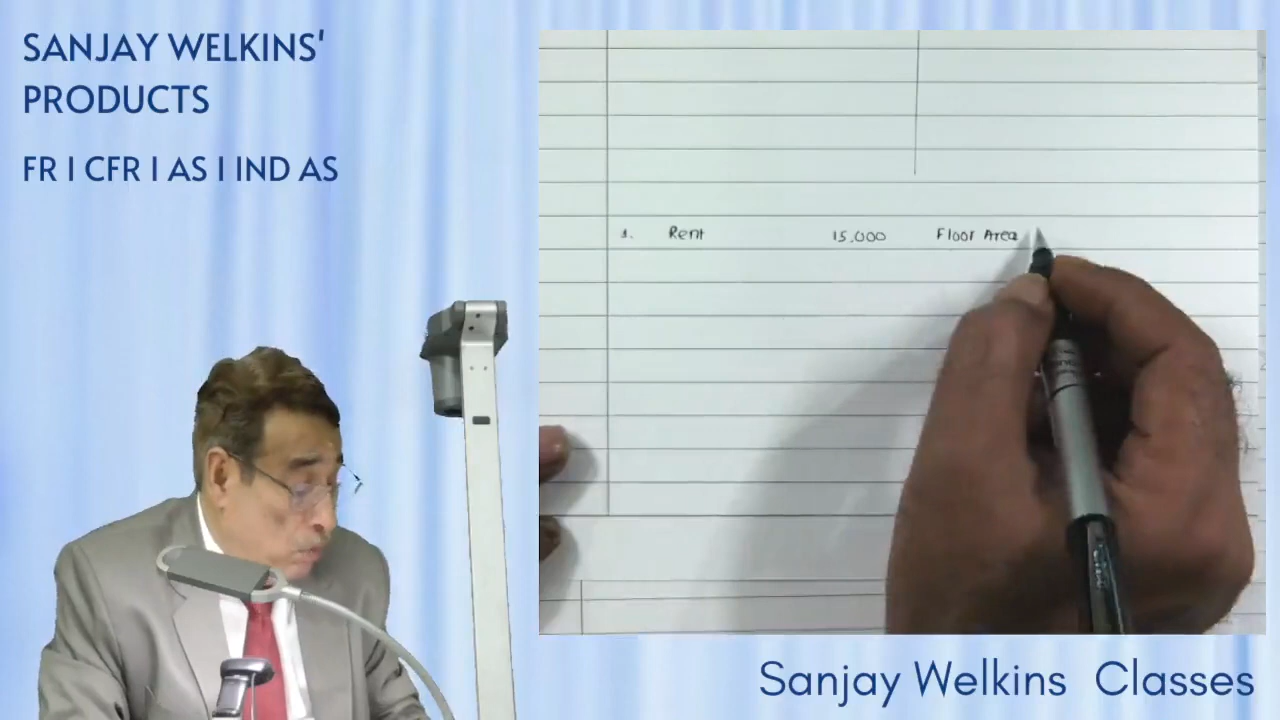 SANJAY WELKINS'
PRODUCTS
FR I CFR I AS I IND AS
1. Rent 15,000 Floor Area
Sanjay Welkins Classes